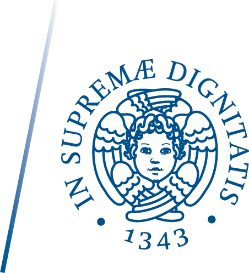 IN SUPREMÆ DIGNITATIS
1343